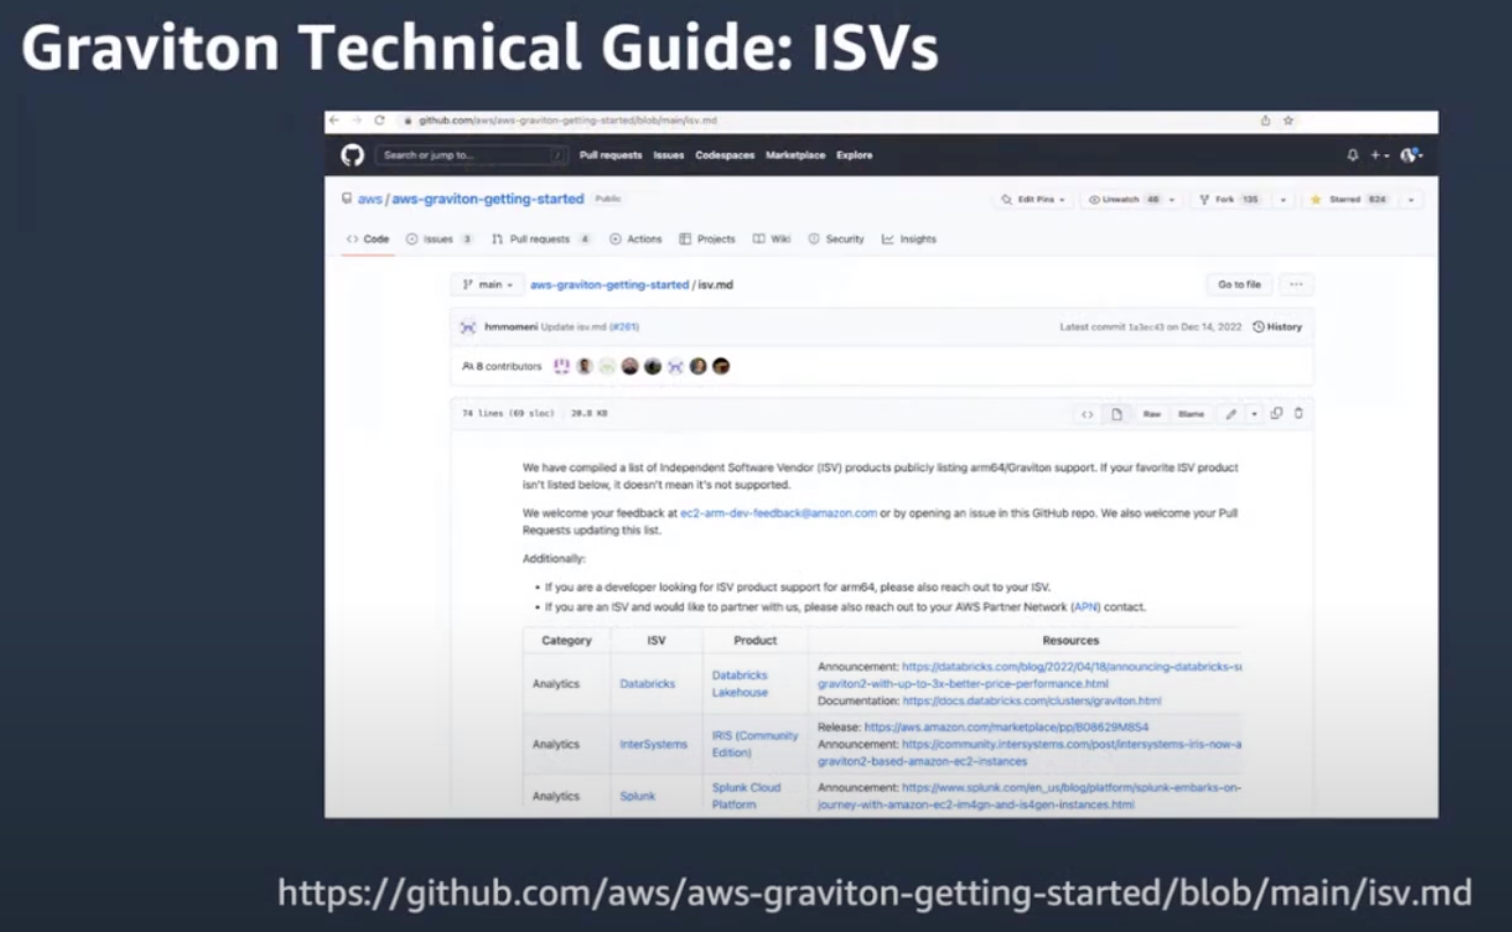 Graviton Technical Guide: ISVs
github.com/aws/aws-graviton-getting-started/blob/main/isv.md
Search or jump to... / Pull requests Issues Codespaces Marketplace Explore
aws / aws-graviton-getting-started Public Edit Pins Unwatch 46 Fork 135 Starred 624
Code Issues 3 Pull requests 4 Actions Projects Wiki Security Insights
main aws-graviton-getting-started / isv.md Go to file ...
hmmomeni Update isv.md (#261) Latest commit 1a3ec43 on Dec 14, 2022 History
8 contributors
74 lines (69 sloc) 20.8 KB Raw Blame
We have compiled a list of Independent Software Vendor (ISV) products publicly listing arm64/Graviton support. If your favorite ISV product
isn't listed below, it doesn't mean it's not supported.
We welcome your feedback at ec2-arm-dev-feedback@amazon.com or by opening an issue in this GitHub repo. We also welcome your Pull
Requests updating this list.
Additionally:
• If you are a developer looking for ISV product support for arm64, please also reach out to your ISV.
• If you are an ISV and would like to partner with us, please also reach out to your AWS Partner Network (APN) contact.
Category ISV Product Resources
Analytics Databricks Databricks Lakehouse Announcement: https://databricks.com/blog/2022/04/18/announcing-databricks-su
graviton2-with-up-to-3x-better-price-performance.html
Documentation: https://docs.databricks.com/clusters/graviton.html
Analytics InterSystems IRIS (Community Edition) Release: https://aws.amazon.com/marketplace/pp/B08629M8S4
Announcement: https://community.intersystems.com/post/intersystems-iris-now-a
graviton2-based-amazon-ec2-instances
Analytics Splunk Splunk Cloud Platform Announcement: https://www.splunk.com/en_us/blog/platform/splunk-embarks-on-
journey-with-amazon-ec2-im4gn-and-is4gen-instances.html
https://github.com/aws/aws-graviton-getting-started/blob/main/isv.md